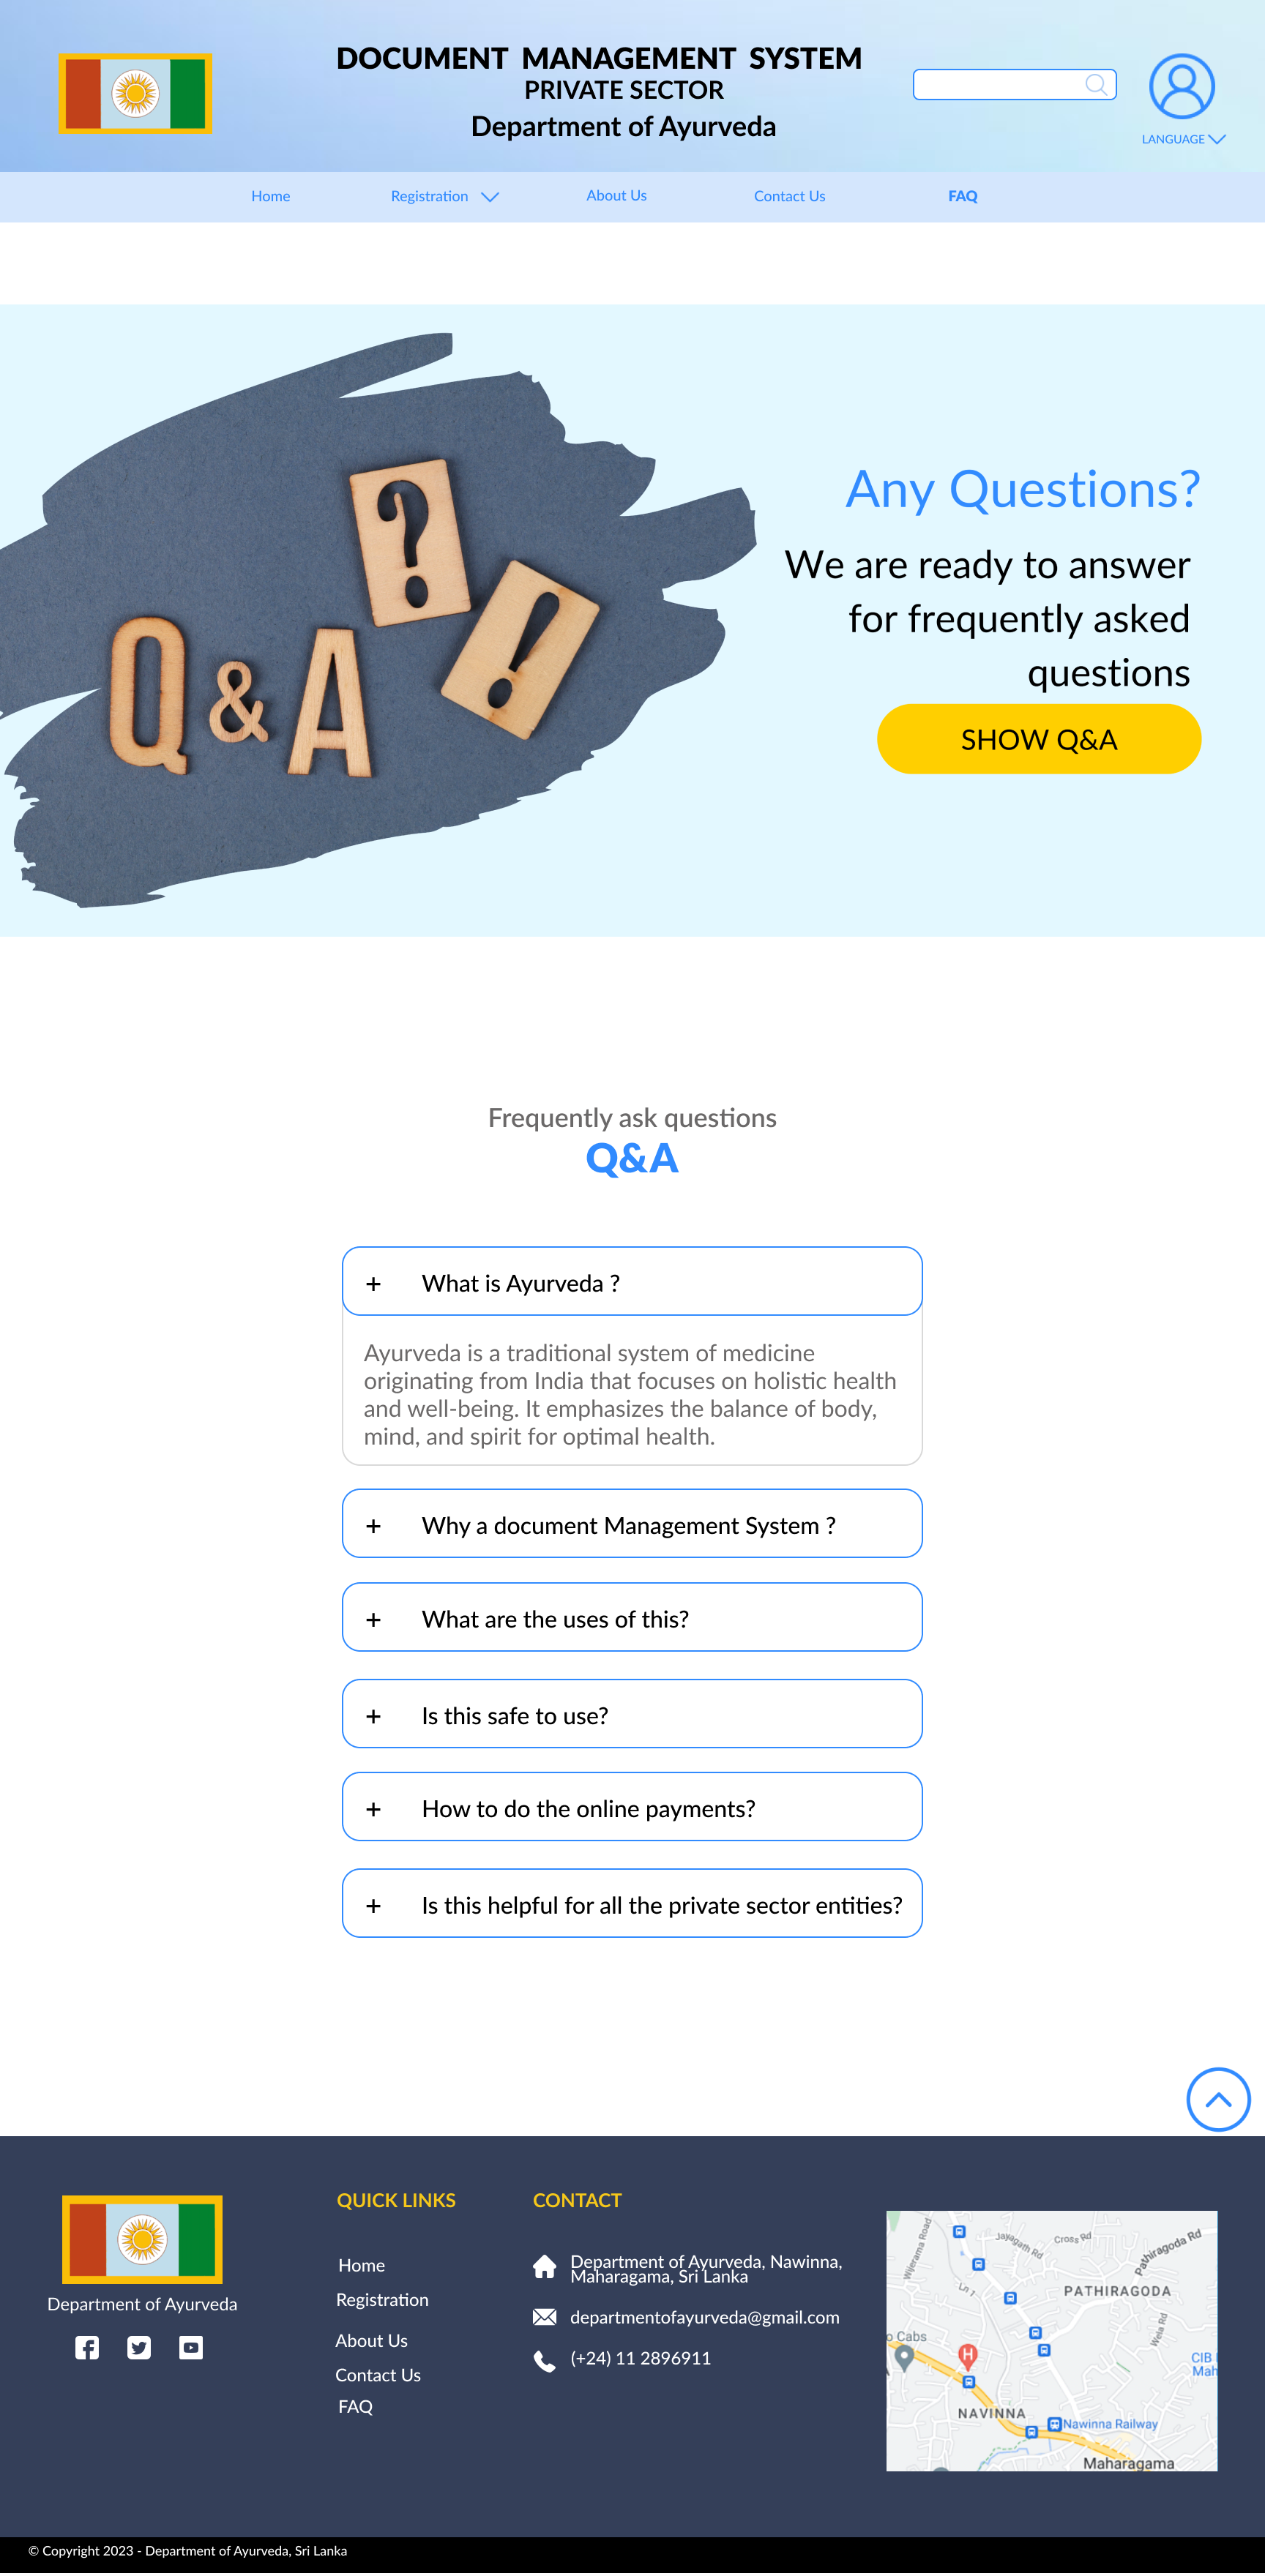 DOCUMENT MANAGEMENT SYSTEM
PRIVATE SECTOR
Department of Ayurveda
LANGUAGE
Home
Registration
About Us
Contact Us
FAQ
?
!
Q&A
Any Questions?
We are ready to answer
for frequently asked
questions
SHOW Q&A
Frequently ask questions
Q&A
+ What is Ayurveda ?
Ayurveda is a traditional system of medicine
originating from India that focuses on holistic health
and well-being. It emphasizes the balance of body,
mind, and spirit for optimal health.
+ Why a document Management System ?
+ What are the uses of this?
+ Is this safe to use?
+ How to do the online payments?
+ Is this helpful for all the private sector entities?
Department of Ayurveda
QUICK LINKS
Home
Registration
About Us
Contact Us
FAQ
CONTACT
Department of Ayurveda, Nawinna,
Maharagama, Sri Lanka
departmentofayurveda@gmail.com
(+24) 11 2896911
Wijerama Road
Jayagath Rd
Cross Rd
Pathiragoda Rd
Ln 1
PATHIRAGODA
Wela Rd
o Cabs
H
CIB
Mah
NAVINNA
Nawinna Railway
Maharagama
© Copyright 2023 - Department of Ayurveda, Sri Lanka